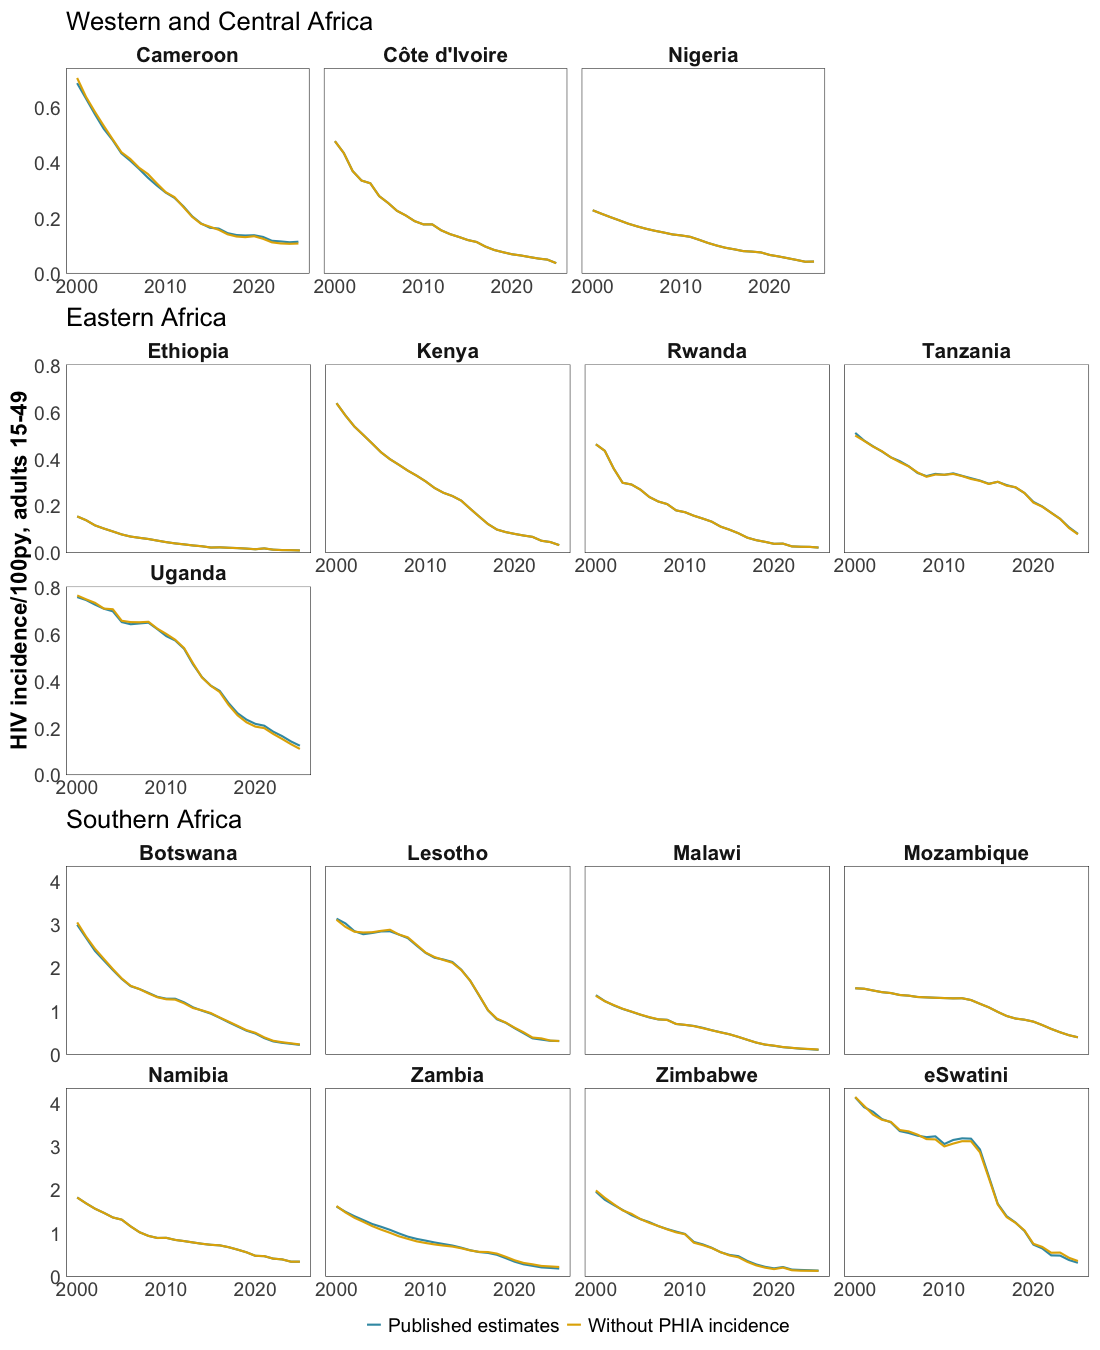 Western and Central Africa
Cameroon Côte d'Ivoire Nigeria
0.6
0.4
0.2
0.0
2000 2010 2020 2000 2010 2020 2000 2010 2020
Eastern Africa
HIV incidence/100py, adults 15-49
Ethiopia Kenya Rwanda Tanzania
0.8
0.6
0.4
0.2
0.0
2000 2010 2020 2000 2010 2020 2000 2010 2020
Uganda
0.8
0.6
0.4
0.2
0.0
2000 2010 2020
Southern Africa
Botswana Lesotho Malawi Mozambique
4
3
2
1
0
Namibia Zambia Zimbabwe eSwatini
4
3
2
1
0
2000 2010 2020 2000 2010 2020 2000 2010 2020 2000 2010 2020
Published estimates Without PHIA incidence